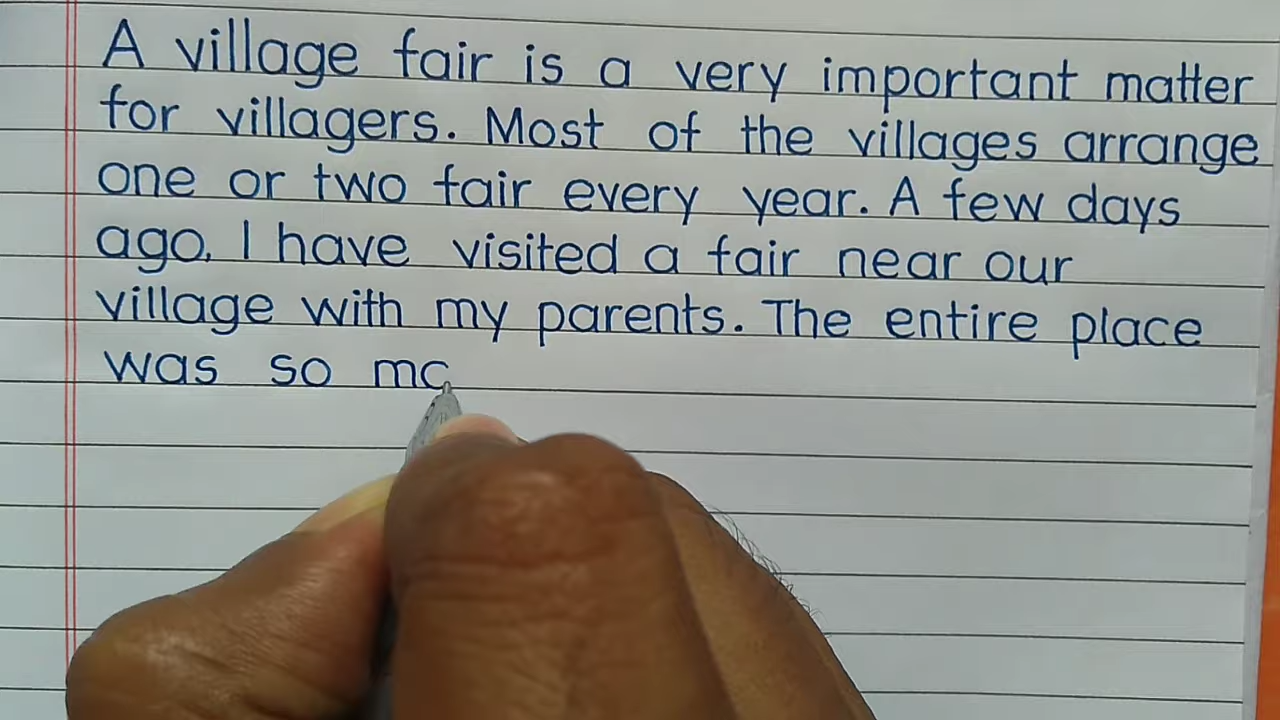 A village fair is a very important matter
for villagers. Most of the villages arrange
one or two fair every year. A few days
ago, I have visited a fair near our
village with my parents. The entire place
was so